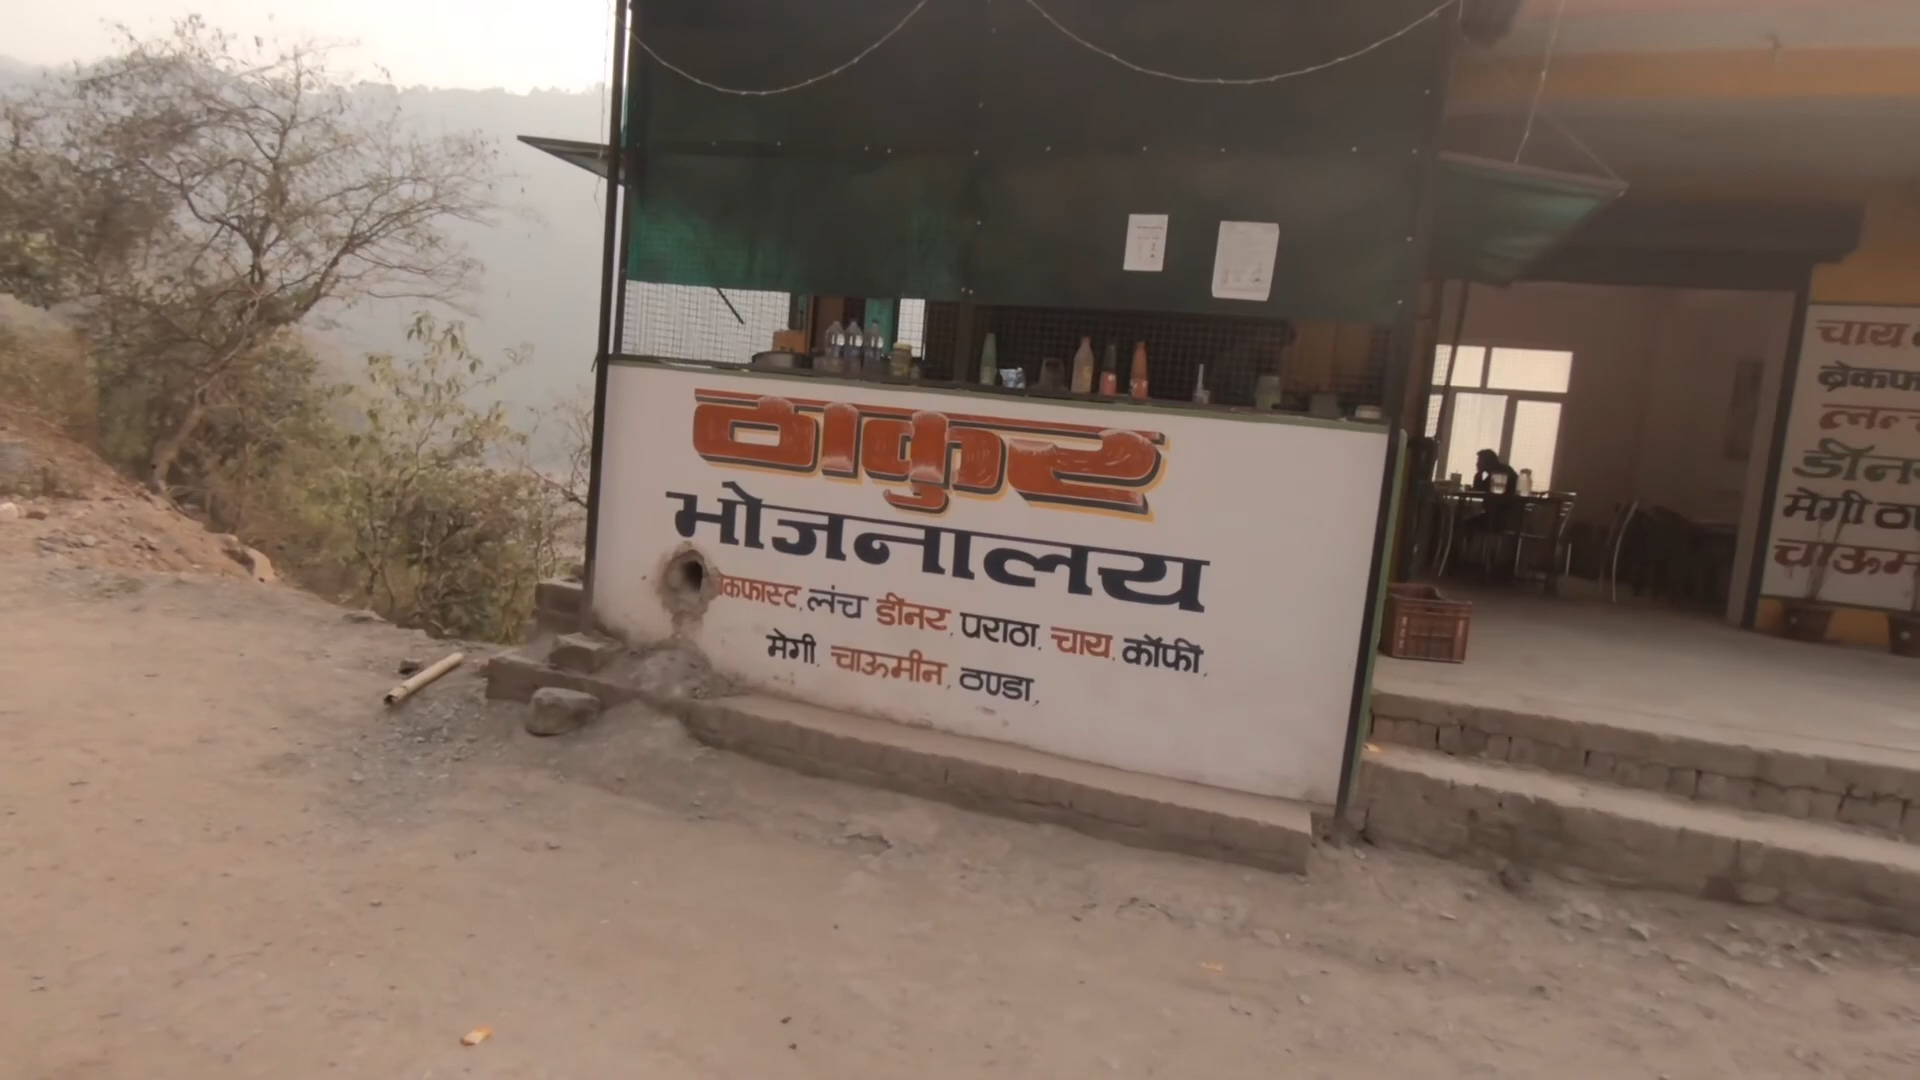 ठाकुर
भोजनालय
लंच डीनर, पराठा, चाय, कॉफी,
मेगी, चाऊमीन, ठण्डा,
चाय
डीनर
मेगी